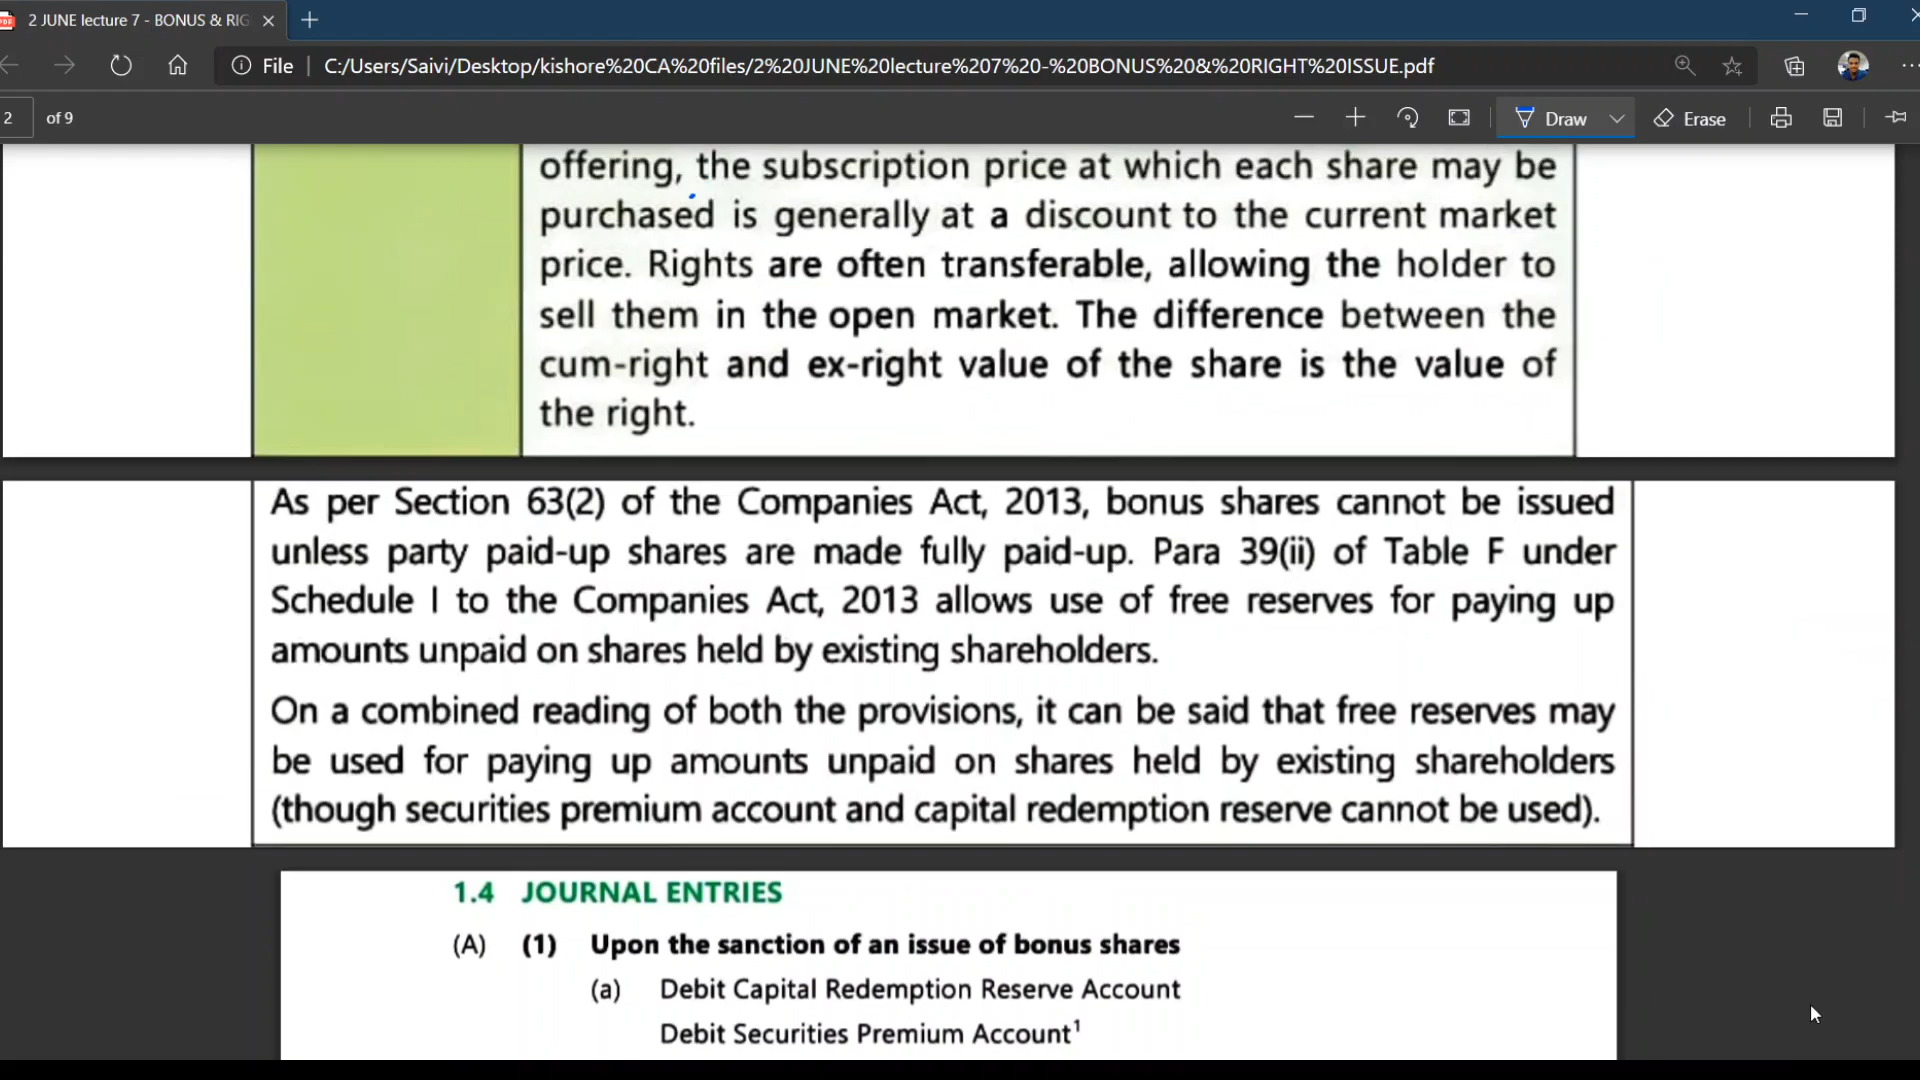 2 JUNE lecture 7 - BONUS & RIG
File
C:/Users/Saivi/Desktop/kishore%20CA%20files/2%20JUNE%20lecture%207%20-%20BONUS%20&%20RIGHT%20ISSUE.pdf
2 of 9
Draw
Erase
offering, the subscription price at which each share may be
purchased is generally at a discount to the current market
price. Rights are often transferable, allowing the holder to
sell them in the open market. The difference between the
cum-right and ex-right value of the share is the value of
the right.
As per Section 63(2) of the Companies Act, 2013, bonus shares cannot be issued
unless party paid-up shares are made fully paid-up. Para 39(ii) of Table F under
Schedule I to the Companies Act, 2013 allows use of free reserves for paying up
amounts unpaid on shares held by existing shareholders.
On a combined reading of both the provisions, it can be said that free reserves may
be used for paying up amounts unpaid on shares held by existing shareholders
(though securities premium account and capital redemption reserve cannot be used).
1.4 JOURNAL ENTRIES
(A) (1) Upon the sanction of an issue of bonus shares
(a) Debit Capital Redemption Reserve Account
Debit Securities Premium Account¹